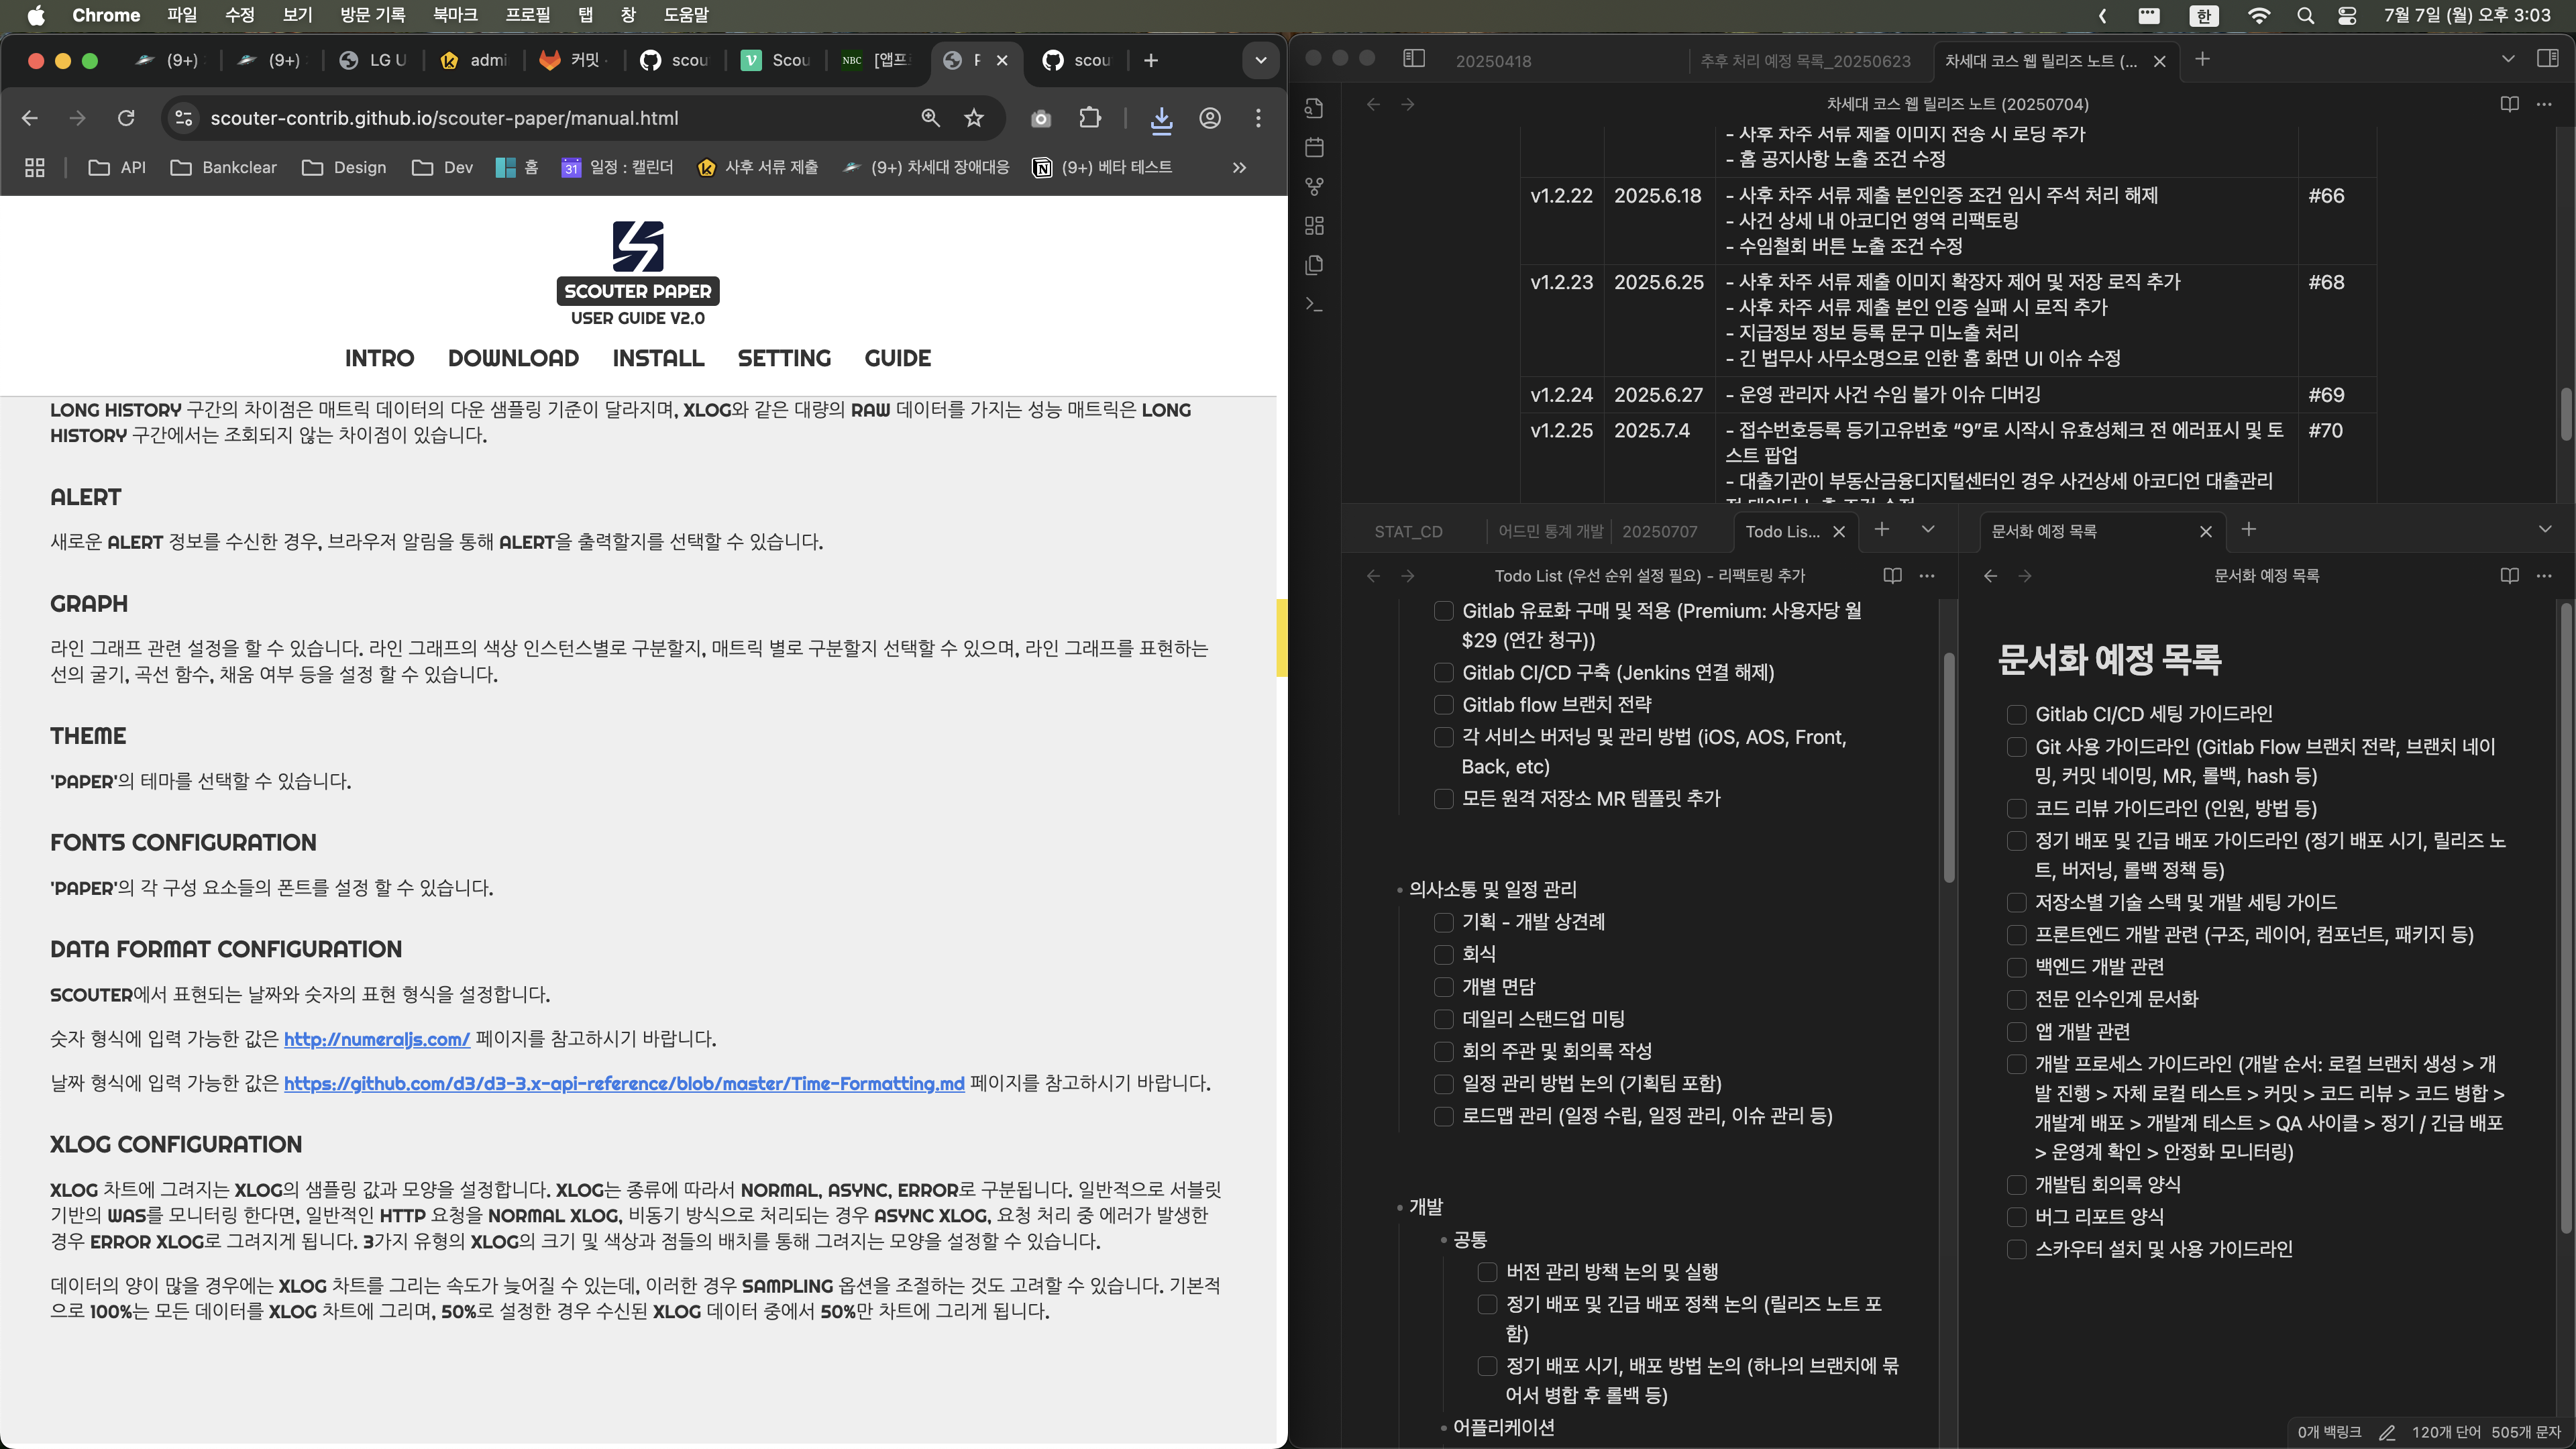 Chrome 파일 수정 보기 방문 기록 북마크 프로필 탭 창 도움말
한 7월 7일 (월) 오후 3:03
(9+) (9+) LG U admi 커밋 scou Scou NBC [앱프 F scou
scouter-contrib.github.io/scouter-paper/manual.html
API Bankclear Design Dev 홈 31 일정 : 캘린더 사후 서류 제출 (9+) 차세대 장애대응 (9+) 베타 테스트
SCOUTER PAPER
USER GUIDE V2.0
INTRO DOWNLOAD INSTALL SETTING GUIDE
LONG HISTORY 구간의 차이점은 매트릭 데이터의 다운 샘플링 기준이 달라지며, XLOG와 같은 대량의 RAW 데이터를 가지는 성능 매트릭은 LONG
HISTORY 구간에서는 조회되지 않는 차이점이 있습니다.
ALERT
새로운 ALERT 정보를 수신한 경우, 브라우저 알림을 통해 ALERT을 출력할지를 선택할 수 있습니다.
GRAPH
라인 그래프 관련 설정을 할 수 있습니다. 라인 그래프의 색상 인스턴스별로 구분할지, 매트릭 별로 구분할지 선택할 수 있으며, 라인 그래프를 표현하는
선의 굴기, 곡선 함수, 채움 여부 등을 설정 할 수 있습니다.
THEME
'PAPER'의 테마를 선택할 수 있습니다.
FONTS CONFIGURATION
'PAPER'의 각 구성 요소들의 폰트를 설정 할 수 있습니다.
DATA FORMAT CONFIGURATION
SCOUTER에서 표현되는 날짜와 숫자의 표현 형식을 설정합니다.
숫자 형식에 입력 가능한 값은 http://numeraljs.com/ 페이지를 참고하시기 바랍니다.
날짜 형식에 입력 가능한 값은 https://github.com/d3/d3-3.x-api-reference/blob/master/Time-Formatting.md 페이지를 참고하시기 바랍니다.
XLOG CONFIGURATION
XLOG 차트에 그려지는 XLOG의 샘플링 값과 모양을 설정합니다. XLOG는 종류에 따라서 NORMAL, ASYNC, ERROR로 구분됩니다. 일반적으로 서블릿
기반의 WAS를 모니터링 한다면, 일반적인 HTTP 요청을 NORMAL XLOG, 비동기 방식으로 처리되는 경우 ASYNC XLOG, 요청 처리 중 에러가 발생한
경우 ERROR XLOG로 그려지게 됩니다. 3가지 유형의 XLOG의 크기 및 색상과 점들의 배치를 통해 그려지는 모양을 설정할 수 있습니다.
데이터의 양이 많을 경우에는 XLOG 차트를 그리는 속도가 늦어질 수 있는데, 이러한 경우 SAMPLING 옵션을 조절하는 것도 고려할 수 있습니다. 기본적
으로 100%는 모든 데이터를 XLOG 차트에 그리며, 50%로 설정한 경우 수신된 XLOG 데이터 중에서 50%만 차트에 그리게 됩니다.
20250418 추후 처리 예정 목록_20250623 차세대 코스 웹 릴리즈 노트 (...
차세대 코스 웹 릴리즈 노트 (20250704)
- 사후 차주 서류 제출 이미지 전송 시 로딩 추가
- 홈 공지사항 노출 조건 수정
v1.2.22 2025.6.18 - 사후 차주 서류 제출 본인인증 조건 임시 주석 처리 해제 #66
- 사건 상세 내 아코디언 영역 리팩토링
- 수임철회 버튼 노출 조건 수정
v1.2.23 2025.6.25 - 사후 차주 서류 제출 이미지 확장자 제어 및 저장 로직 추가 #68
- 사후 차주 서류 제출 본인 인증 실패 시 로직 추가
- 지급정보 정보 등록 문구 미노출 처리
- 긴 법무사 사무소명으로 인한 홈 화면 UI 이슈 수정
v1.2.24 2025.6.27 - 운영 관리자 사건 수임 불가 이슈 디버깅 #69
v1.2.25 2025.7.4 - 접수번호등록 등기고유번호 “9”로 시작시 유효성체크 전 에러표시 및 토 #70
스트 팝업
- 대출기관이 부동산금융디지털센터인 경우 사건상세 아코디언 대출관리
STAT_CD 어드민 통계 개발 20250707 Todo Lis...
Todo List (우선 순위 설정 필요) - 리팩토링 추가
Gitlab 유료화 구매 및 적용 (Premium: 사용자당 월
$29 (연간 청구))
Gitlab CI/CD 구축 (Jenkins 연결 해제)
Gitlab flow 브랜치 전략
각 서비스 버저닝 및 관리 방법 (iOS, AOS, Front,
Back, etc)
모든 원격 저장소 MR 템플릿 추가
의사소통 및 일정 관리
기획 - 개발 상견례
회식
개별 면담
데일리 스탠드업 미팅
회의 주관 및 회의록 작성
일정 관리 방법 논의 (기획팀 포함)
로드맵 관리 (일정 수립, 일정 관리, 이슈 관리 등)
개발
공통
버전 관리 방책 논의 및 실행
정기 배포 및 긴급 배포 정책 논의 (릴리즈 노트 포
함)
정기 배포 시기, 배포 방법 논의 (하나의 브랜치에 묶
어서 병합 후 롤백 등)
어플리케이션
문서화 예정 목록
문서화 예정 목록
문서화 예정 목록
Gitlab CI/CD 세팅 가이드라인
Git 사용 가이드라인 (Gitlab Flow 브랜치 전략, 브랜치 네이
밍, 커밋 네이밍, MR, 롤백, hash 등)
코드 리뷰 가이드라인 (인원, 방법 등)
정기 배포 및 긴급 배포 가이드라인 (정기 배포 시기, 릴리즈 노
트, 버저닝, 롤백 정책 등)
저장소별 기술 스택 및 개발 세팅 가이드
프론트엔드 개발 관련 (구조, 레이어, 컴포넌트, 패키지 등)
백엔드 개발 관련
전문 인수인계 문서화
앱 개발 관련
개발 프로세스 가이드라인 (개발 순서: 로컬 브랜치 생성 > 개
발 진행 > 자체 로컬 테스트 > 커밋 > 코드 리뷰 > 코드 병합 >
개발계 배포 > 개발계 테스트 > QA 사이클 > 정기 / 긴급 배포
> 운영계 확인 > 안정화 모니터링)
개발팀 회의록 양식
버그 리포트 양식
스카우터 설치 및 사용 가이드라인
0개 백링크 120개 단어 505개 문자